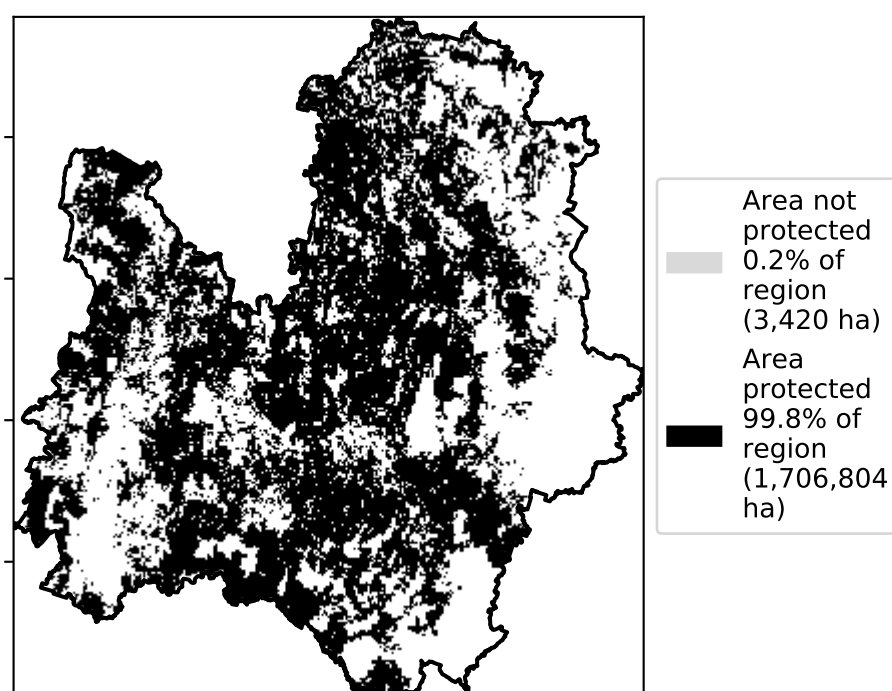 Area not
protected
0.2% of
region
(3,420 ha)
Area
protected
99.8% of
region
(1,706,804
ha)